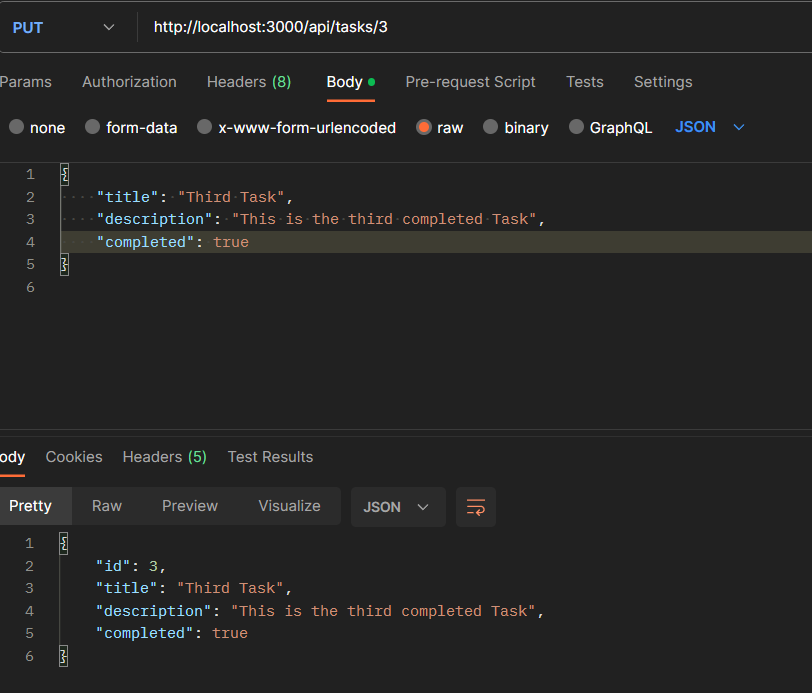 PUT http://localhost:3000/api/tasks/3
Params Authorization Headers (8) Body Pre-request Script Tests Settings
none form-data x-www-form-urlencoded raw binary GraphQL JSON
1 {
2 "title": "Third Task",
3 "description": "This is the third completed Task",
4 "completed": true
5 }
6
ody Cookies Headers (5) Test Results
Pretty Raw Preview Visualize JSON
1 {
2 "id": 3,
3 "title": "Third Task",
4 "description": "This is the third completed Task",
5 "completed": true
6 }